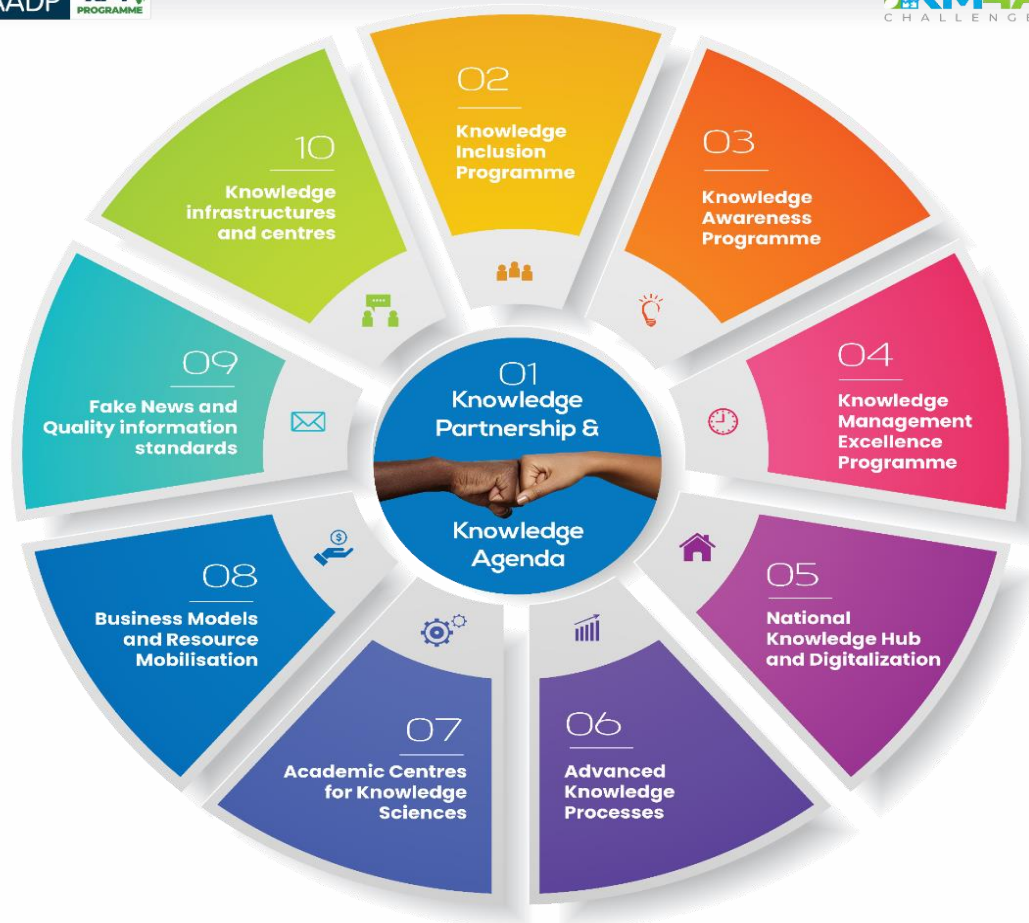 AADP
PROGRAMME
CHALLENGE
01
Knowledge
Partnership &
Knowledge
Agenda
02
Knowledge
Inclusion
Programme
03
Knowledge
Awareness
Programme
04
Knowledge
Management
Excellence
Programme
05
National
Knowledge Hub
and Digitalization
06
Advanced
Knowledge
Processes
07
Academic Centres
for Knowledge
Sciences
08
Business Models
and Resource
Mobilisation
09
Fake News and
Quality information
standards
10
Knowledge
infrastructures
and centres